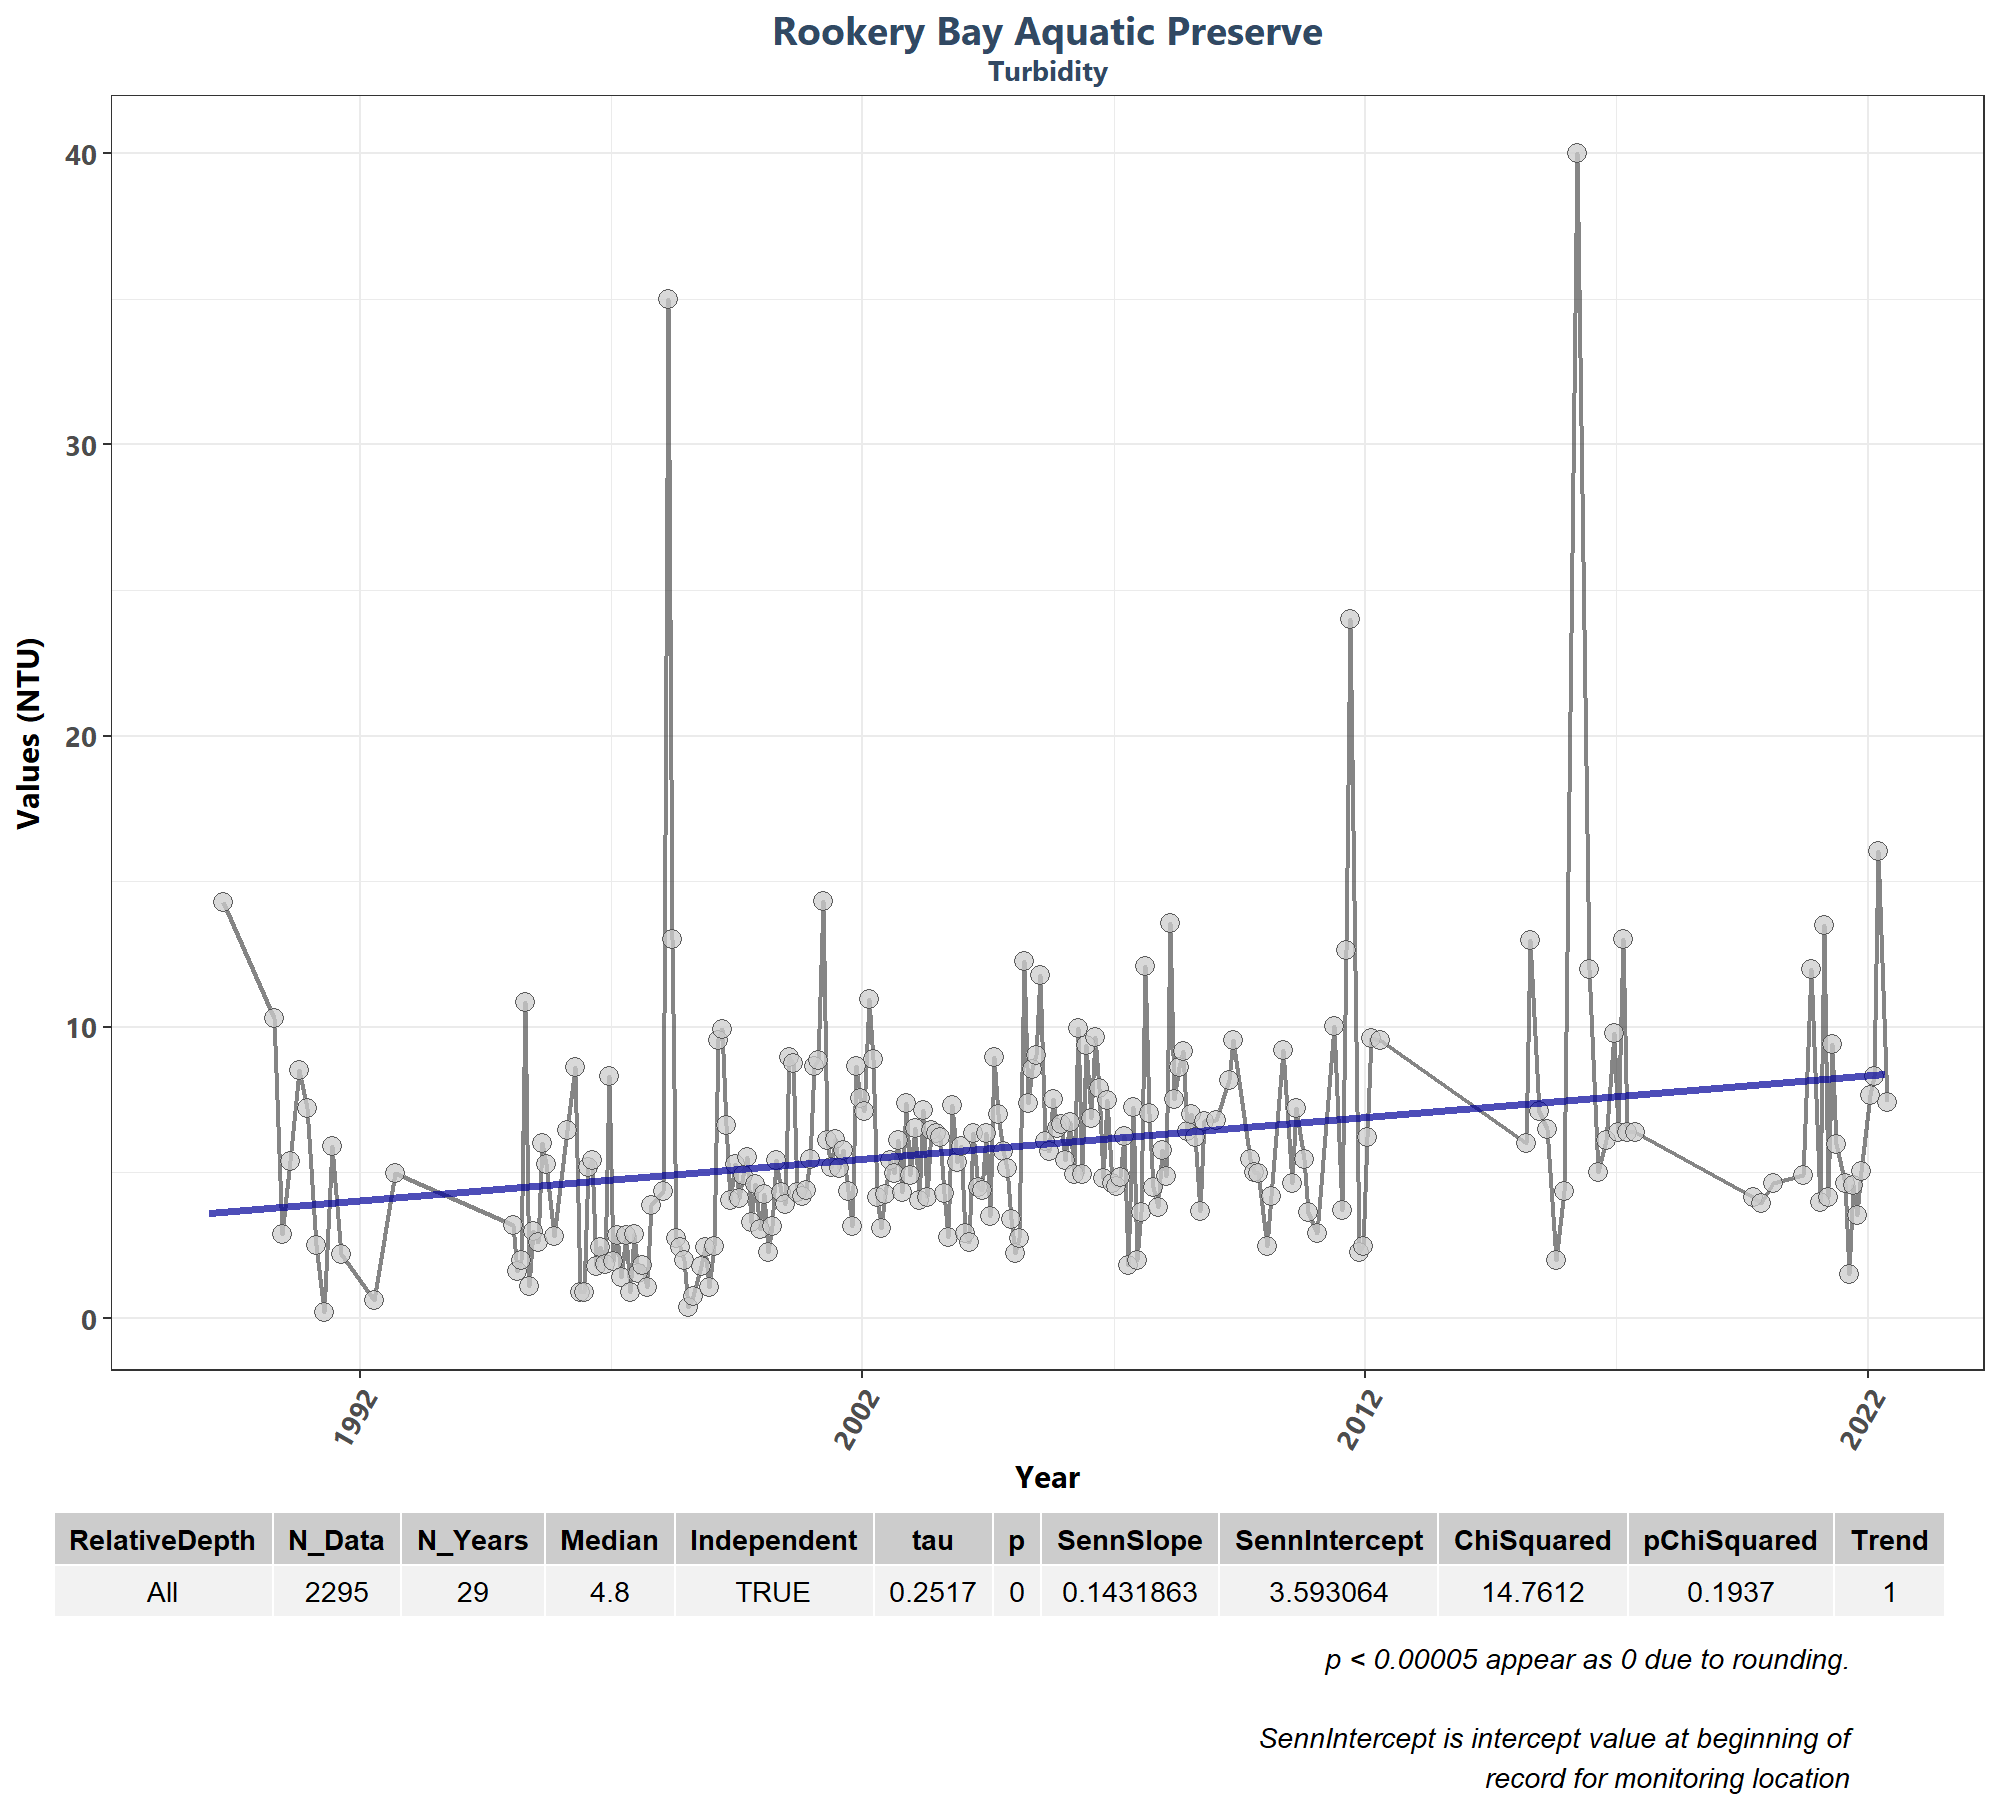 Rookery Bay Aquatic Preserve
Turbidity
Values (NTU)
40
30
20
10
0
1992 2002 2012 2022
Year
RelativeDepth N_Data N_Years Median Independent tau p SennSlope SennIntercept ChiSquared pChiSquared Trend
All 2295 29 4.8 TRUE 0.2517 0 0.1431863 3.593064 14.7612 0.1937 1
p < 0.00005 appear as 0 due to rounding.
SennIntercept is intercept value at beginning of
record for monitoring location